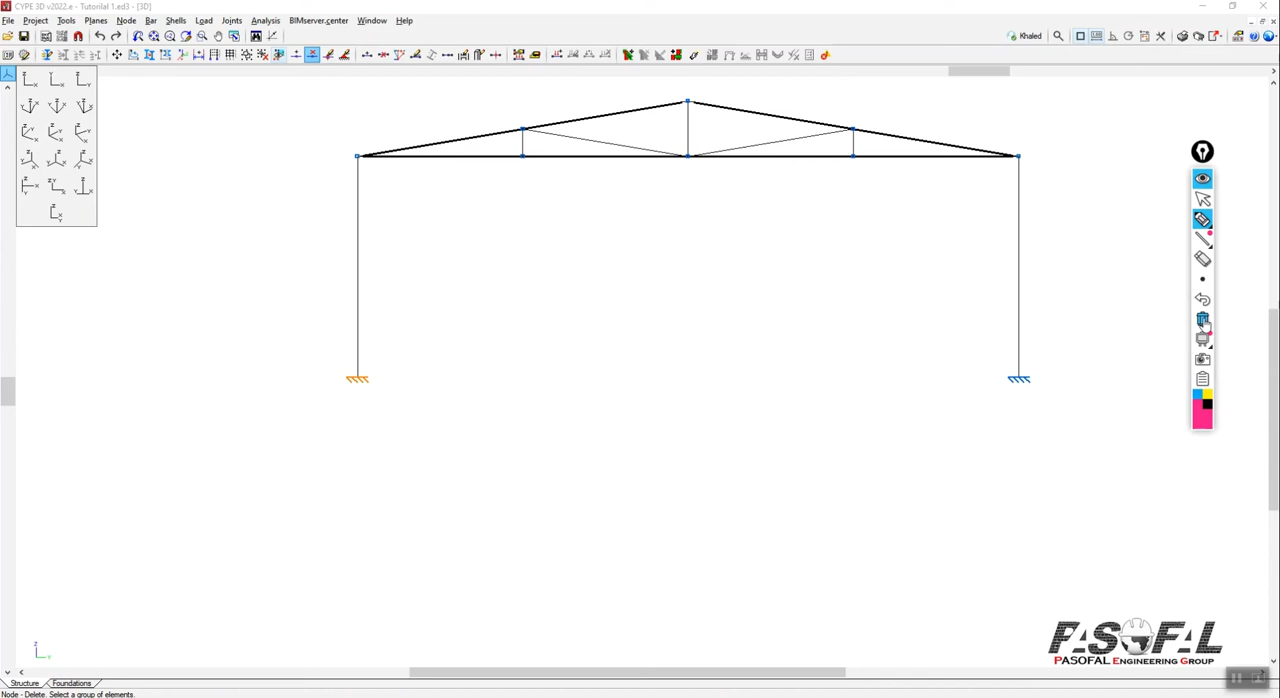 CYPE 3D v2022.e - Tutorial 1.ed3 - [3D]
File Project Tools Planes Node Bar Shells Load Joints Analysis BIMserver.center Window Help
Khaled
PASOFAL
PASOFAL ENGINEERING GROUP
Structure Foundations
Node - Delete. Select a group of elements.